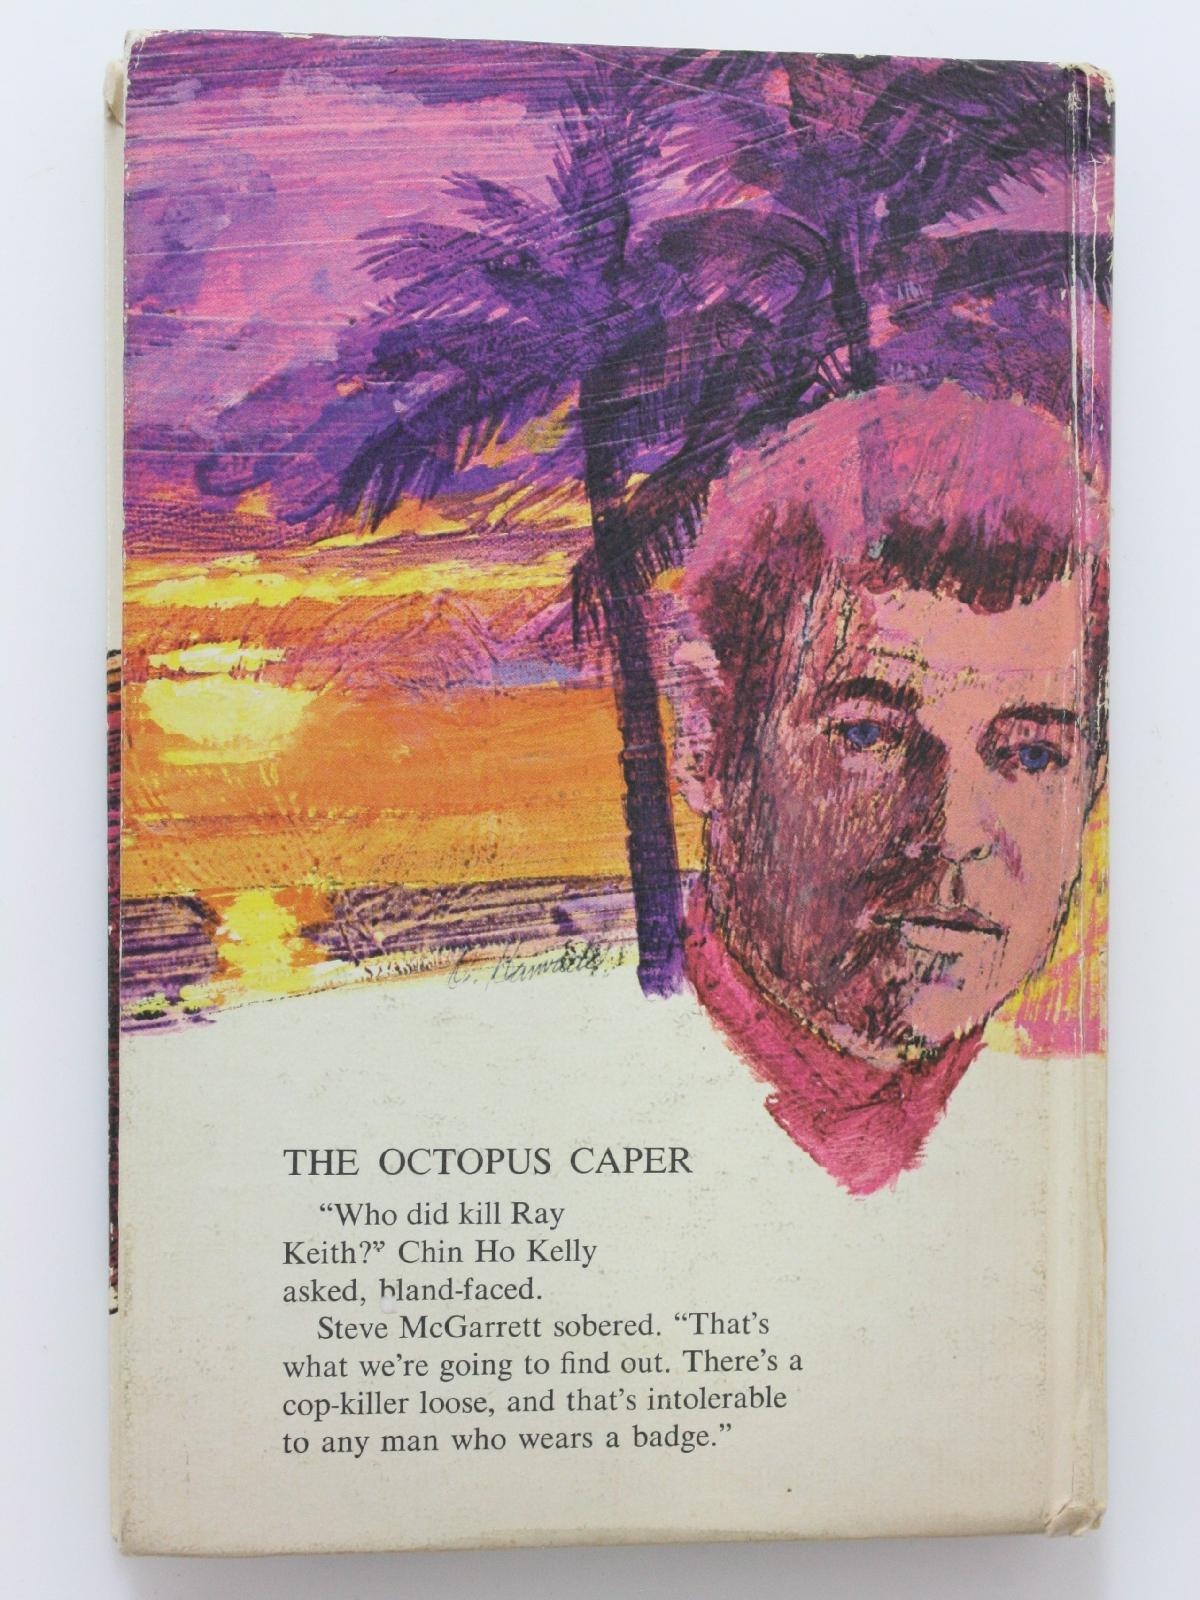 THE OCTOPUS CAPER
“Who did kill Ray
Keith?” Chin Ho Kelly
asked, bland-faced.
Steve McGarrett sobered. “That’s
what we’re going to find out. There’s a
cop-killer loose, and that’s intolerable
to any man who wears a badge.”